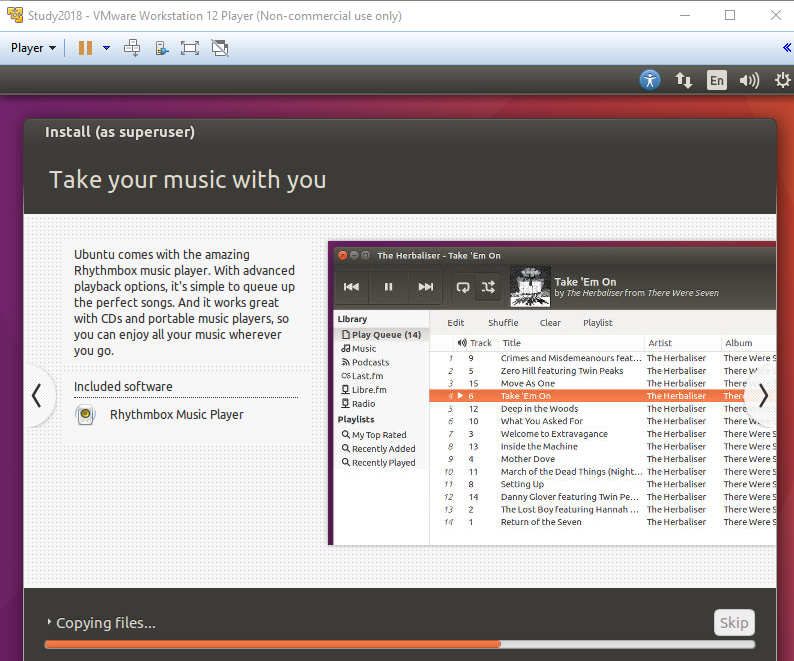 Study2018 - VMware Workstation 12 Player (Non-commercial use only)
Player
En
Install (as superuser)
Take your music with you
Ubuntu comes with the amazing
Rhythmbox music player. With advanced
playback options, it's simple to queue up
the perfect songs. And it works great
with CDs and portable music players, so
you can enjoy all your music wherever
you go.
Included software
Rhythmbox Music Player
The Herbaliser - Take 'Em On
Take 'Em On
by The Herbaliser from There Were Seven
Library
Play Queue (14)
Music
Podcasts
Last.fm
Libre.fm
Radio
Playlists
My Top Rated
Recently Added
Recently Played
Edit Shuffle Clear Playlist
Track Title Artist Album
1 9 Crimes and Misdemeanours feat... The Herbaliser There Were S
2 5 Zero Hill featuring Twin Peaks The Herbaliser There Were S
3 15 Move As One The Herbaliser There We
4 6 Take 'Em On The Herbaliser There
5 12 Deep in the Woods The Herbaliser There
6 10 What You Asked For The Herbaliser There We
7 3 Welcome to Extravagance The Herbaliser There Were S
8 13 Inside the Machine The Herbaliser There Were S
9 4 Mother Dove The Herbaliser There Were S
10 11 March of the Dead Things (Night... The Herbaliser There Were S
11 8 Setting Up The Herbaliser There Were S
12 14 Danny Glover featuring Twin Pe... The Herbaliser There Were S
13 2 The Lost Boy featuring Hannah ... The Herbaliser There Were S
14 1 Return of the Seven The Herbaliser There Were S
Copying files...
Skip